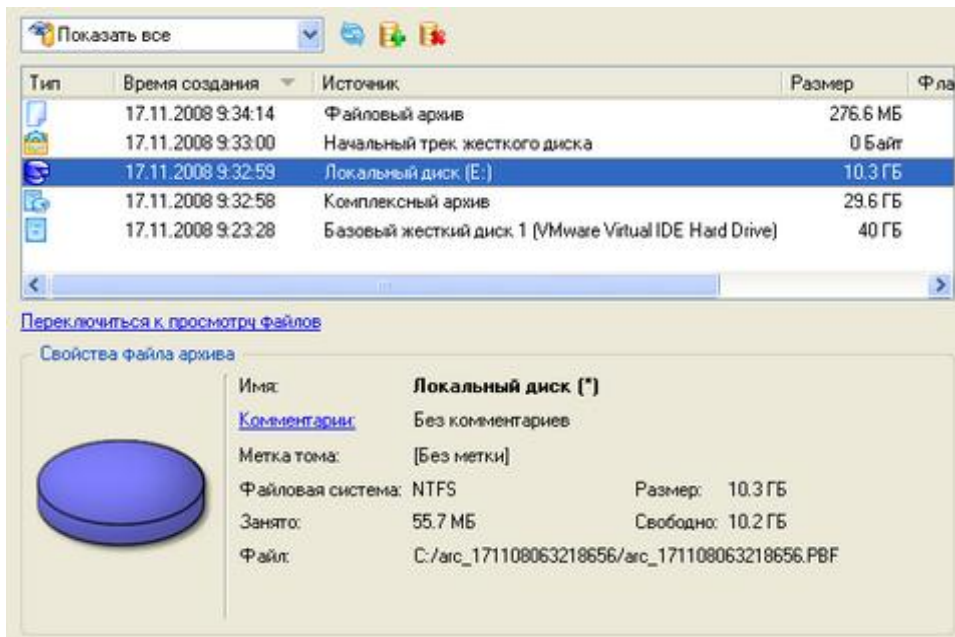 Показать все
Тип Время создания Источник Размер Фла
17.11.2008 9:34:14 Файловый архив 276.6 МБ
17.11.2008 9:33:00 Начальный трек жесткого диска 0 Байт
17.11.2008 9:32:59 Локальный диск (E:) 10.3 ГБ
17.11.2008 9:32:58 Комплексный архив 29.6 ГБ
17.11.2008 9:23:28 Базовый жесткий диск 1 (VMware Virtual IDE Hard Drive) 40 ГБ
Переключиться к просмотру файлов
Свойства файла архива
Имя: Локальный диск (*)
Комментарии: Без комментариев
Метка тома: [Без метки]
Файловая система: NTFS Размер: 10.3 ГБ
Занято: 55.7 МБ Свободно: 10.2 ГБ
Файл: C:/arc_171108063218656/arc_171108063218656.PBF